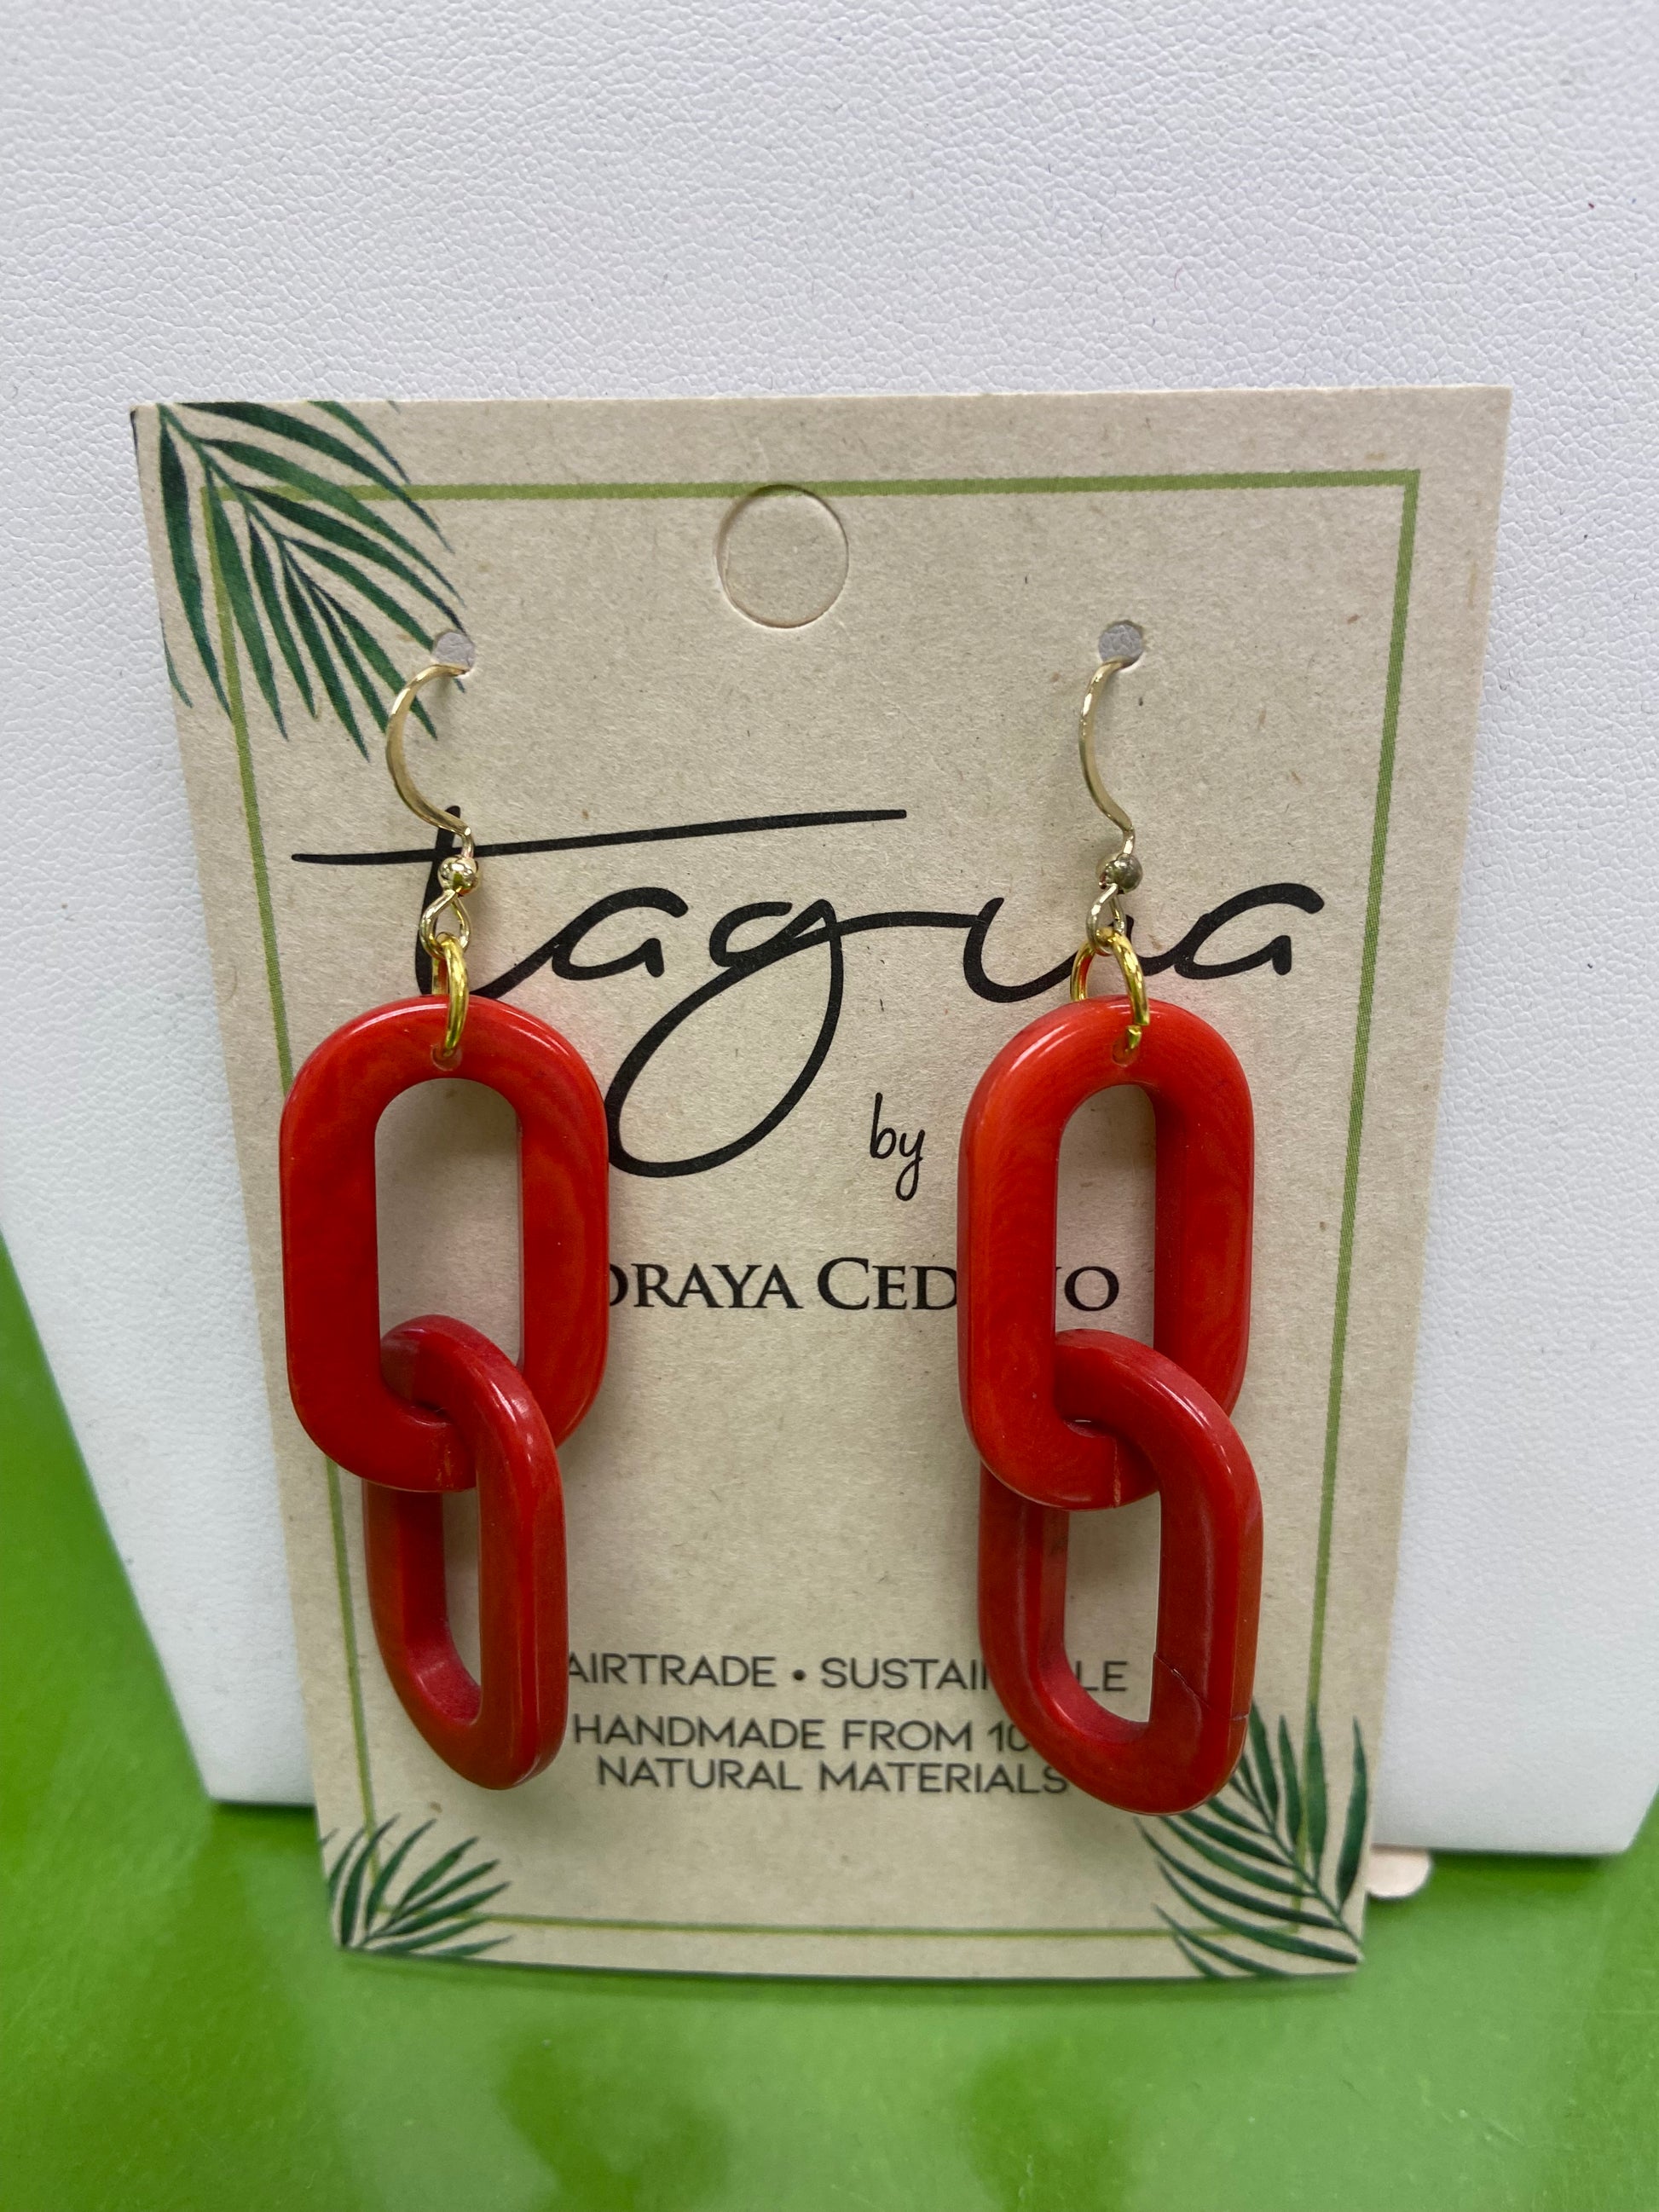 tagua
by
ORAYA CED
AIRTRADE • SUSTAI LE
HANDMADE FROM 10
NATURAL MATERIALS